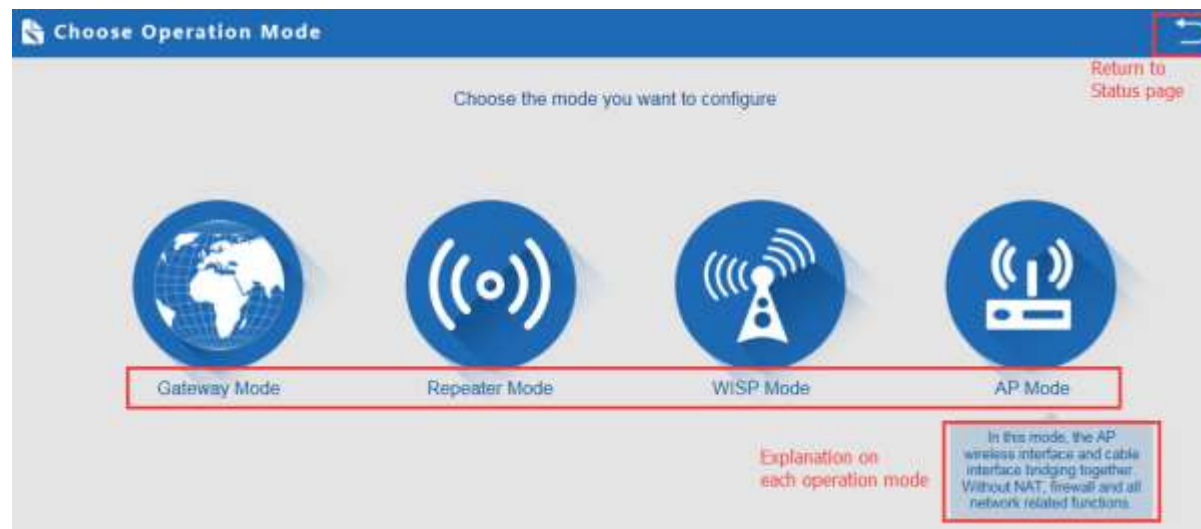 Choose Operation Mode
Return to
Status page
Choose the mode you want to configure
Gateway Mode
Repeater Mode
WISP Mode
AP Mode
Explanation on
each operation mode
In this mode, the AP
wireless interface and cable
interface bridging together.
Without NAT, firewall and all
network related functions.